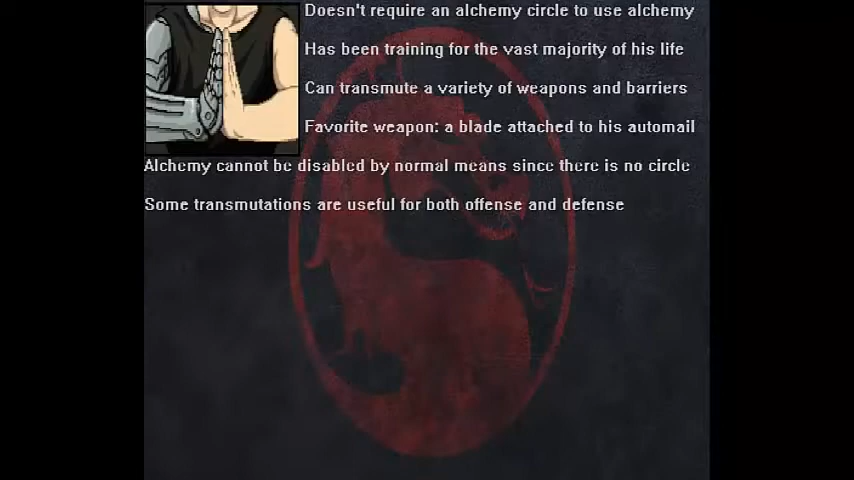 Doesn't require an alchemy circle to use alchemy
Has been training for the vast majority of his life
Can transmute a variety of weapons and barriers
Favorite weapon: a blade attached to his automail
Alchemy cannot be disabled by normal means since there is no circle
Some transmutations are useful for both offense and defense